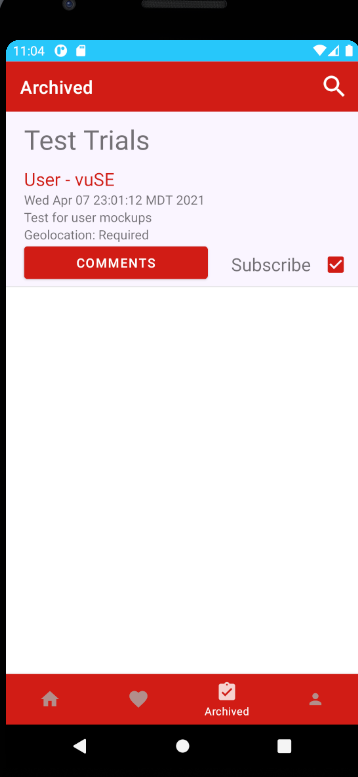 11:04
Archived
Test Trials
User - vuSE
Wed Apr 07 23:01:12 MDT 2021
Test for user mockups
Geolocation: Required
COMMENTS
Subscribe
Archived